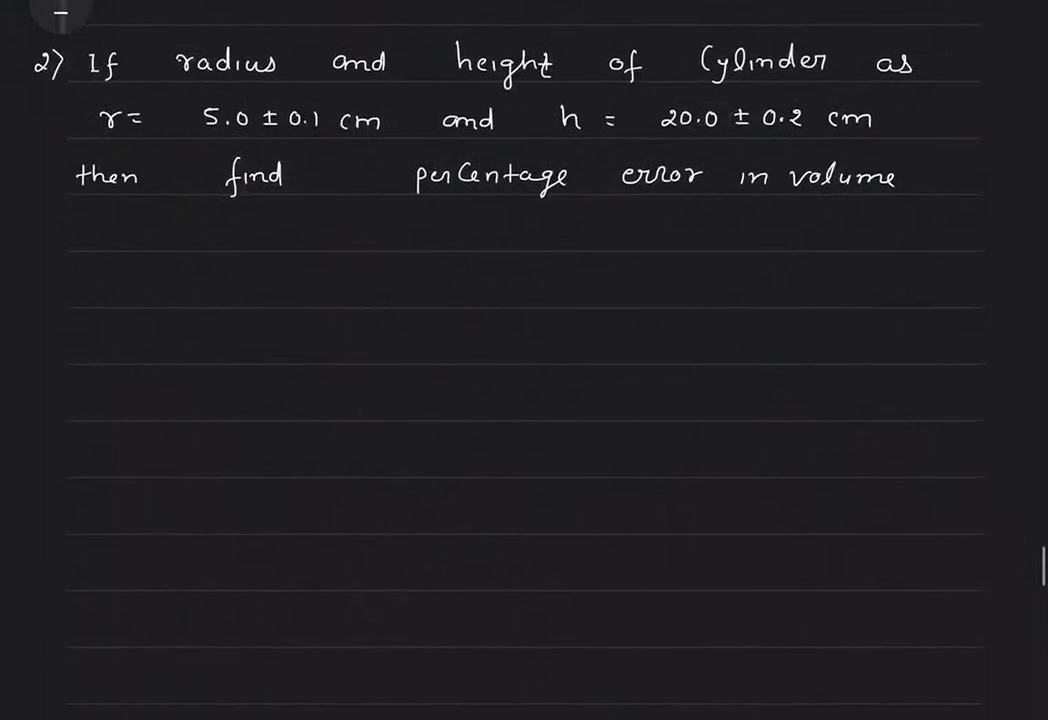 2) If radius and height of Cylinder as
r = 5.0 ± 0.1 cm and h = 20.0 ± 0.2 cm
then find percentage error in volume